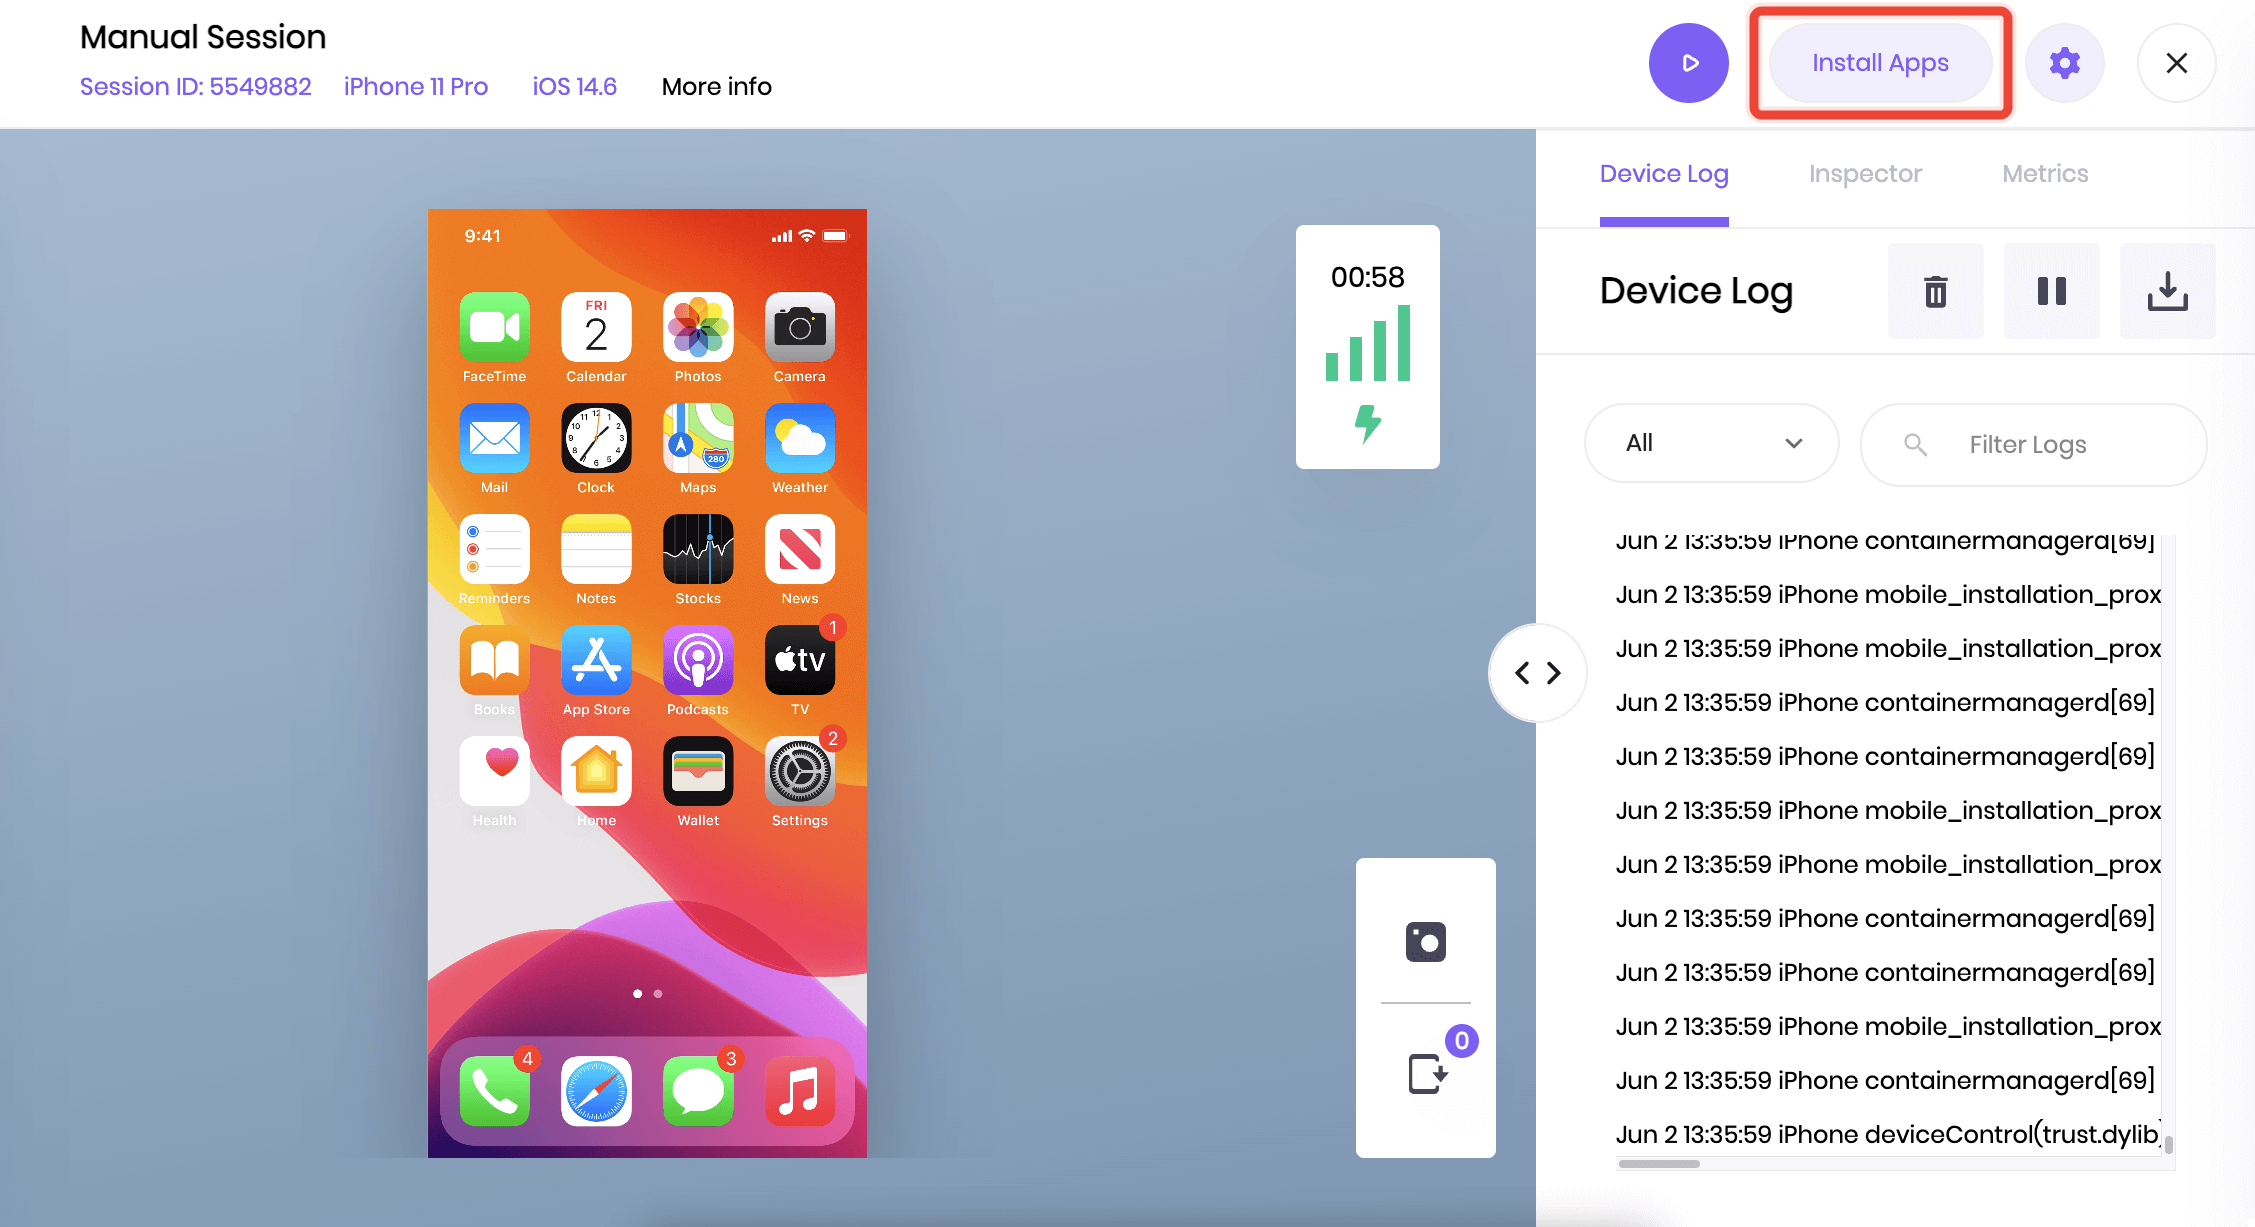 Manual Session
Session ID: 5549882 iPhone 11 Pro iOS 14.6 More info
Install Apps
9:41
FRI
2
FaceTime Calendar Photos Camera
280
Mail Clock Maps Weather
Reminders Notes Stocks News
1
tv
Books App Store Podcasts TV
2
Health Home Wallet Settings
4 3
00:58
0
Device Log Inspector Metrics
Device Log
All Filter Logs
Jun 2 13:35:59 iPhone containermanagerd[69]
Jun 2 13:35:59 iPhone mobile_installation_prox
Jun 2 13:35:59 iPhone mobile_installation_prox
Jun 2 13:35:59 iPhone containermanagerd[69]
Jun 2 13:35:59 iPhone containermanagerd[69]
Jun 2 13:35:59 iPhone mobile_installation_prox
Jun 2 13:35:59 iPhone mobile_installation_prox
Jun 2 13:35:59 iPhone containermanagerd[69]
Jun 2 13:35:59 iPhone containermanagerd[69]
Jun 2 13:35:59 iPhone mobile_installation_prox
Jun 2 13:35:59 iPhone containermanagerd[69]
Jun 2 13:35:59 iPhone deviceControl(trust.dylib)